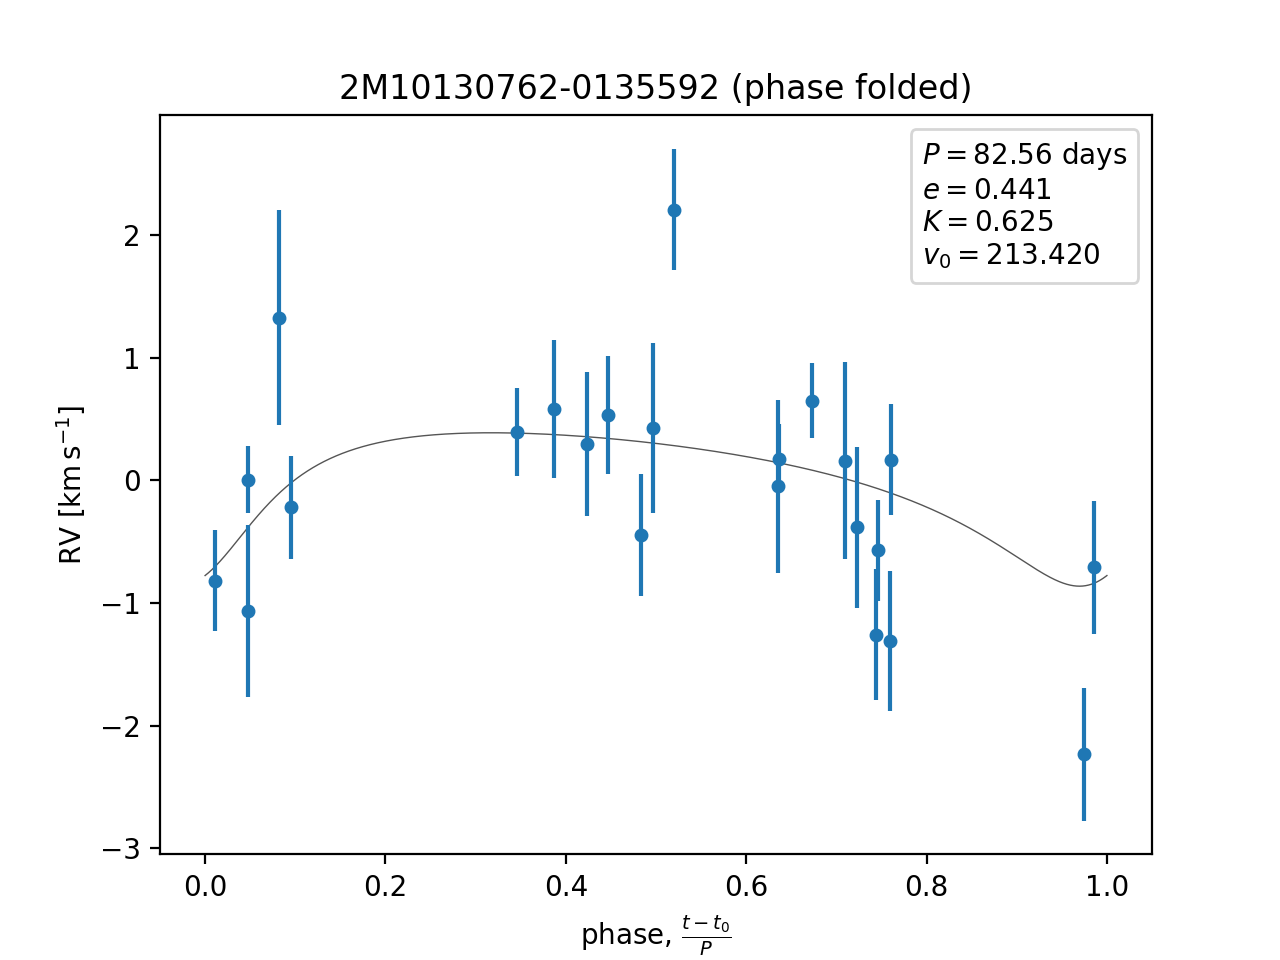 2M10130762-0135592 (phase folded)
P = 82.56 days
e = 0.441
K = 0.625
v₀ = 213.420
2
1
0
−1
−2
−3
RV [km s⁻¹]
0.0 0.2 0.4 0.6 0.8 1.0
phase, (t − t₀)/P